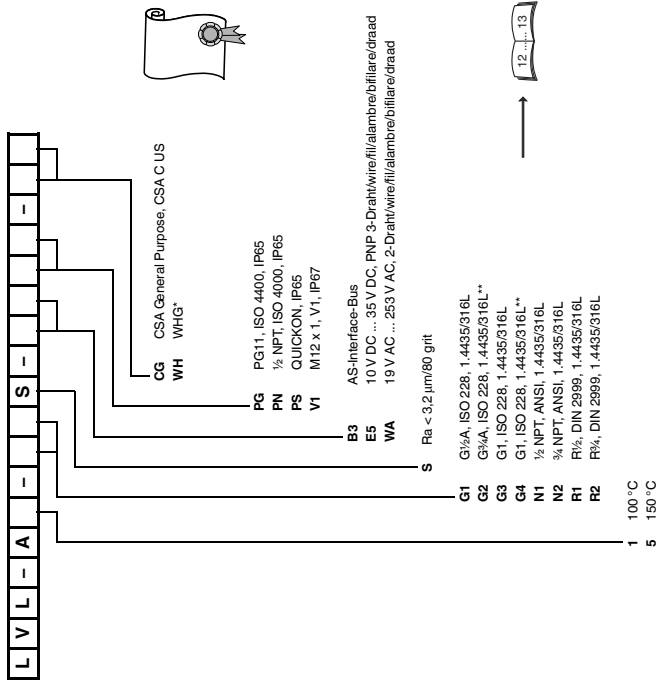 L V L – A – S – –
CG CSA General Purpose, CSA C US
WH WHG*
PG PG11, ISO 4400, IP65
PN ½ NPT, ISO 4000, IP65
PS QUICKON, IP65
V1 M12 x 1, V1, IP67
B3 AS-Interface-Bus
E5 10 V DC ... 35 V DC, PNP 3-Draht/wire/fil/alambre/bifilare/draad
WA 19 V AC ... 253 V AC, 2-Draht/wire/fil/alambre/bifilare/draad
S Ra < 3,2 µm/80 grit
G1 G½A, ISO 228, 1.4435/316L
G2 G¾A, ISO 228, 1.4435/316L**
G3 G1, ISO 228, 1.4435/316L
G4 G1, ISO 228, 1.4435/316L**
N1 ½ NPT, ANSI, 1.4435/316L
N2 ¾ NPT, ANSI, 1.4435/316L
R1 R½, DIN 2999, 1.4435/316L
R2 R¾, DIN 2999, 1.4435/316L
12 ...... 13
1 100 °C
5 150 °C